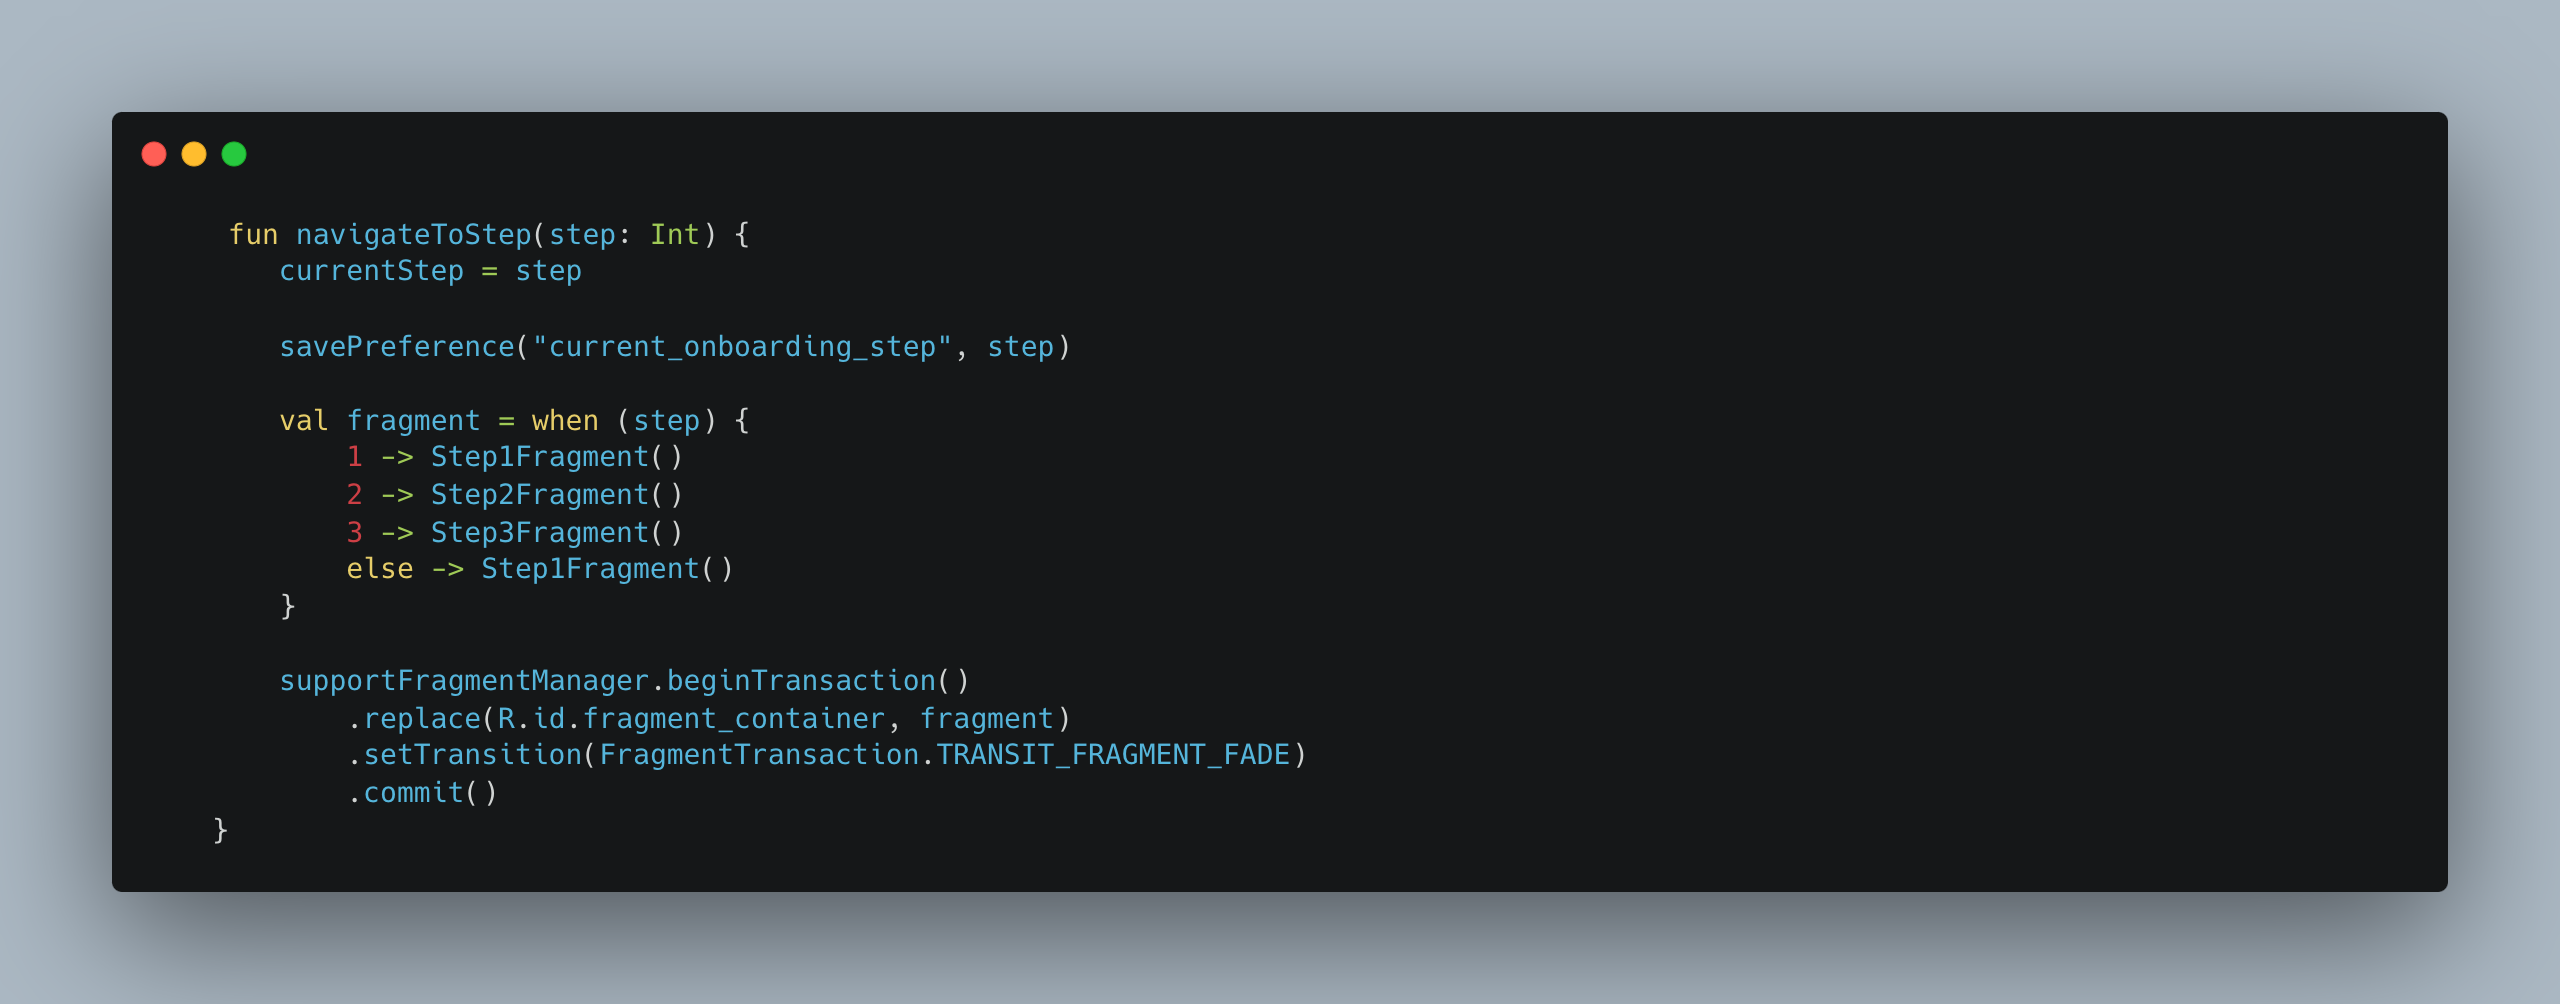 fun navigateToStep(step: Int) {
currentStep = step
savePreference("current_onboarding_step", step)
val fragment = when (step) {
1 -> Step1Fragment()
2 -> Step2Fragment()
3 -> Step3Fragment()
else -> Step1Fragment()
}
supportFragmentManager.beginTransaction()
.replace(R.id.fragment_container, fragment)
.setTransition(FragmentTransaction.TRANSIT_FRAGMENT_FADE)
.commit()
}